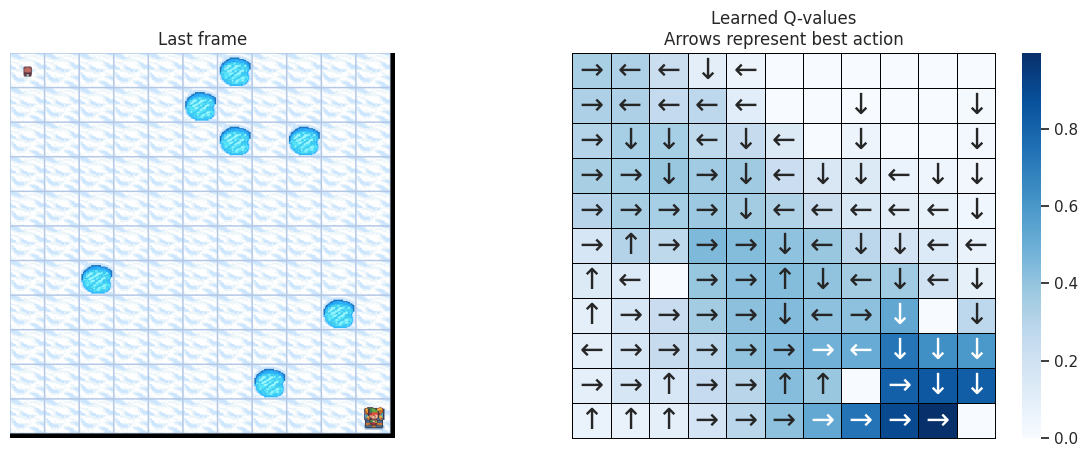 Last frame
Learned Q-values
Arrows represent best action
→ ← ← ↓ ←
→ ← ← ← ← ↓ ↓
→ ↓ ↓ ← ↓ ← ↓ ↓
→ → ↓ → ↓ ← ↓ ↓ ← ↓ ↓
→ → → → ↓ ← ← ← ← ← ↓
→ ↑ → → → ↓ ← ↓ ↓ ← ←
↑ ← → → ↑ ↓ ← ↓ ← ↓
↑ → → → → ↓ ← → ↓ ↓
← → → → → → → ← ↓ ↓ ↓
→ → ↑ → → ↑ ↑ → ↓ ↓
↑ ↑ ↑ → → → → → → →
0.8
0.6
0.4
0.2
0.0